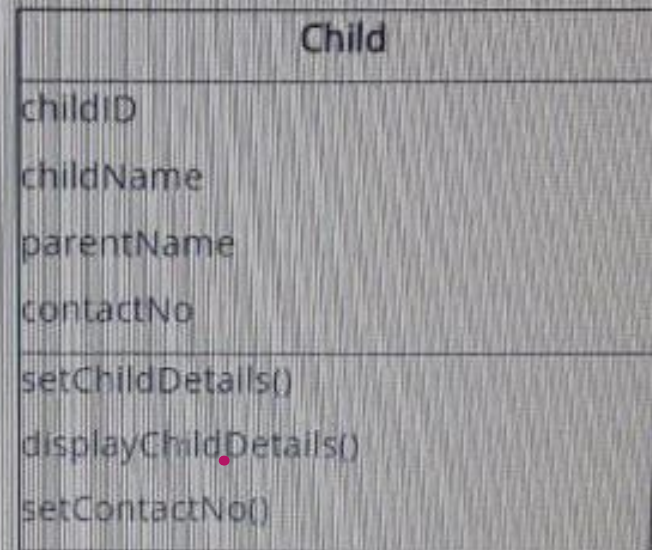 Child
childID
childName
parentName
contactNo
setChildDetails()
displayChildDetails()
setContactNo()